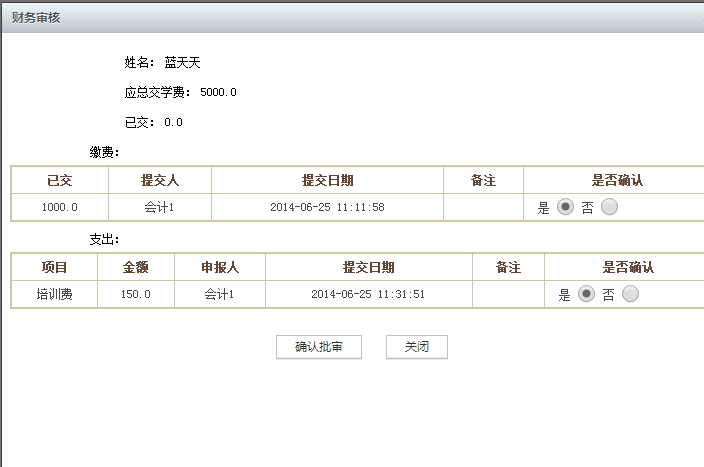 财务审核
姓名： 蓝天天
应总交学费： 5000.0
已交： 0.0
缴费：
已交 提交人 提交日期 备注 是否确认
1000.0 会计1 2014-06-25 11:11:58 是 否
支出：
项目 金额 申报人 提交日期 备注 是否确认
培训费 150.0 会计1 2014-06-25 11:31:51 是 否
确认批审 关闭